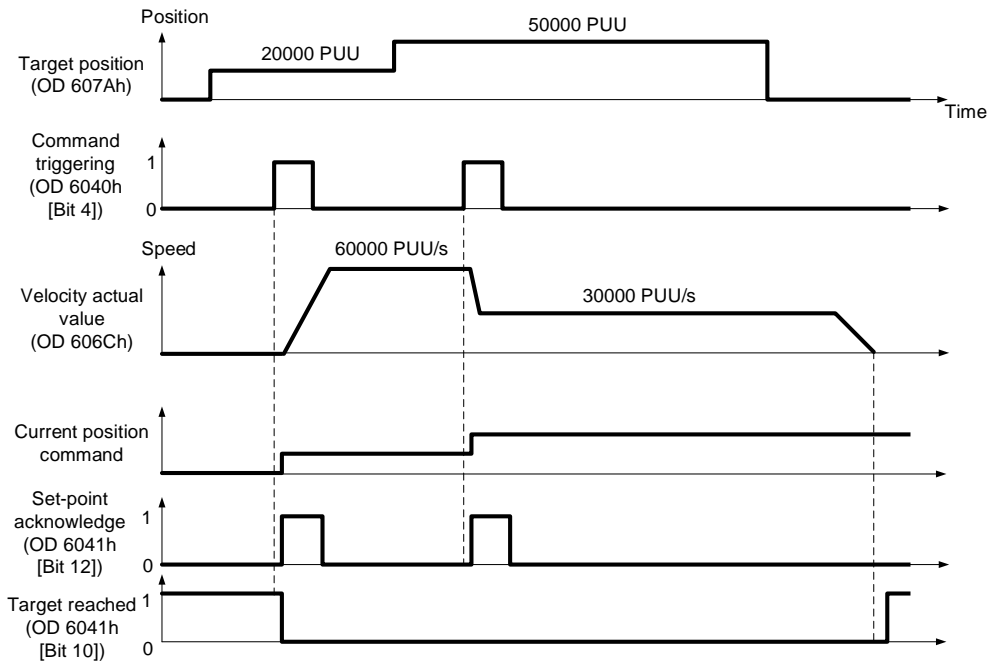 Position
50000 PUU
20000 PUU
Target position
(OD 607Ah)
Time
Command
triggering
(OD 6040h
[Bit 4])
1
0
Speed
60000 PUU/s
30000 PUU/s
Velocity actual
value
(OD 606Ch)
Current position
command
Set-point
acknowledge
(OD 6041h
[Bit 12])
1
0
Target reached
(OD 6041h
[Bit 10])
1
0